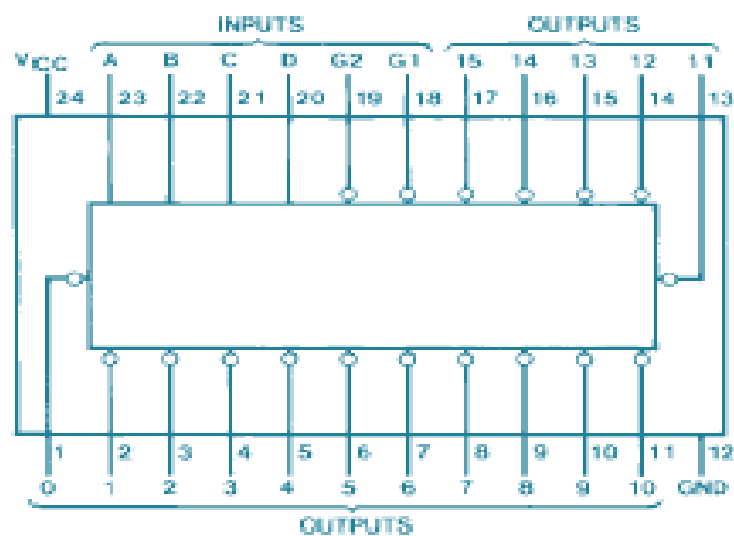 INPUTS OUTPUTS
VCC A B C D G2 G1 15 14 13 12 11
24 23 22 21 20 19 18 17 16 15 14 13
1 2 3 4 5 6 7 8 9 10 11 12
0 1 2 3 4 5 6 7 8 9 10 GND
OUTPUTS